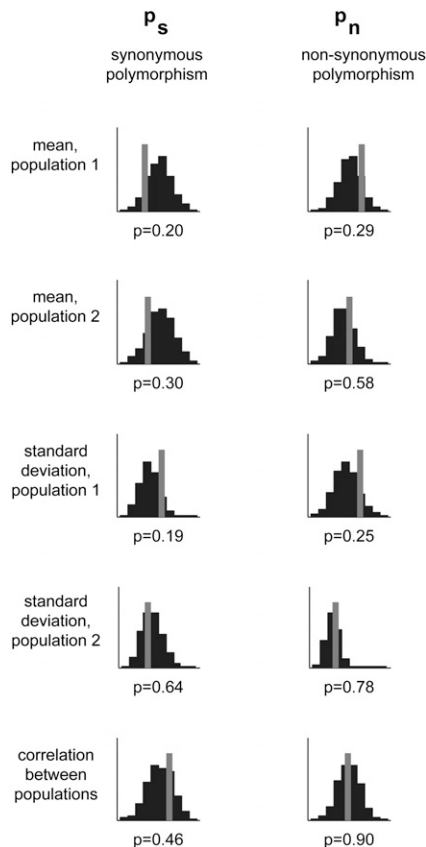 p_s p_n
synonymous polymorphism
non-synonymous polymorphism
mean,
population 1
p=0.20 p=0.29
mean,
population 2
p=0.30 p=0.58
standard
deviation,
population 1
p=0.19 p=0.25
standard
deviation,
population 2
p=0.64 p=0.78
correlation
between
populations
p=0.46 p=0.90